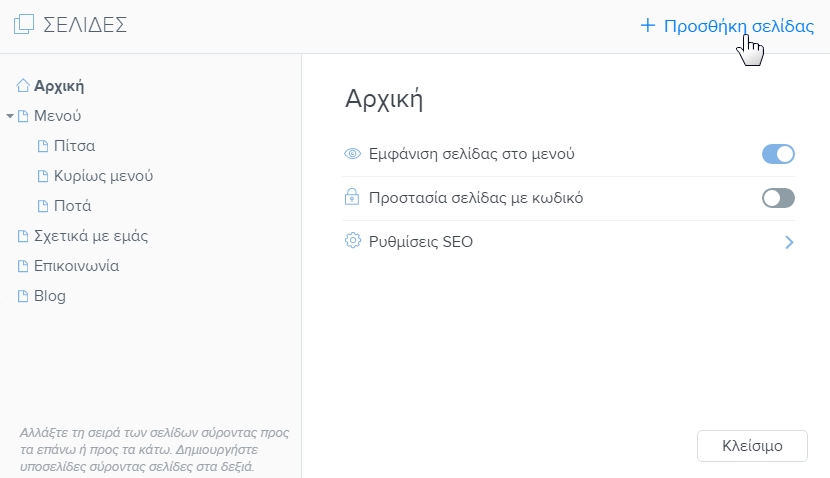 ΣΕΛΙΔΕΣ
Προσθήκη σελίδας
Αρχική
Μενού
Πίτσα
Κυρίως μενού
Ποτά
Σχετικά με εμάς
Επικοινωνία
Blog
Αλλάξτε τη σειρά των σελίδων σύροντας προς
τα επάνω ή προς τα κάτω. Δημιουργήστε
υποσελίδες σύροντας σελίδες στα δεξιά.
Αρχική
Εμφάνιση σελίδας στο μενού
Προστασία σελίδας με κωδικό
Ρυθμίσεις SEO
Κλείσιμο